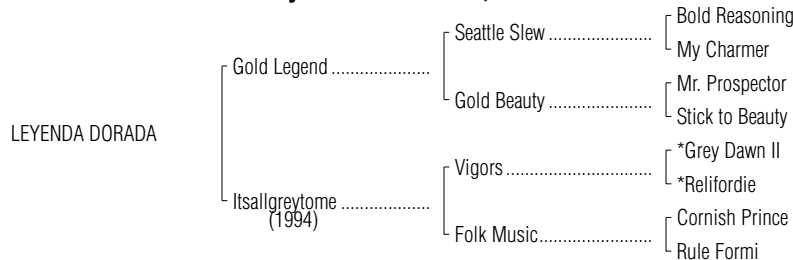 Bold Reasoning
Seattle Slew .......................
My Charmer
Gold Legend ......................
Mr. Prospector
Gold Beauty .......................
Stick to Beauty
LEYENDA DORADA
*Grey Dawn II
Vigors ................................
*Relifordie
Itsallgreytome ....................
(1994)
Cornish Prince
Folk Music.........................
Rule Formi